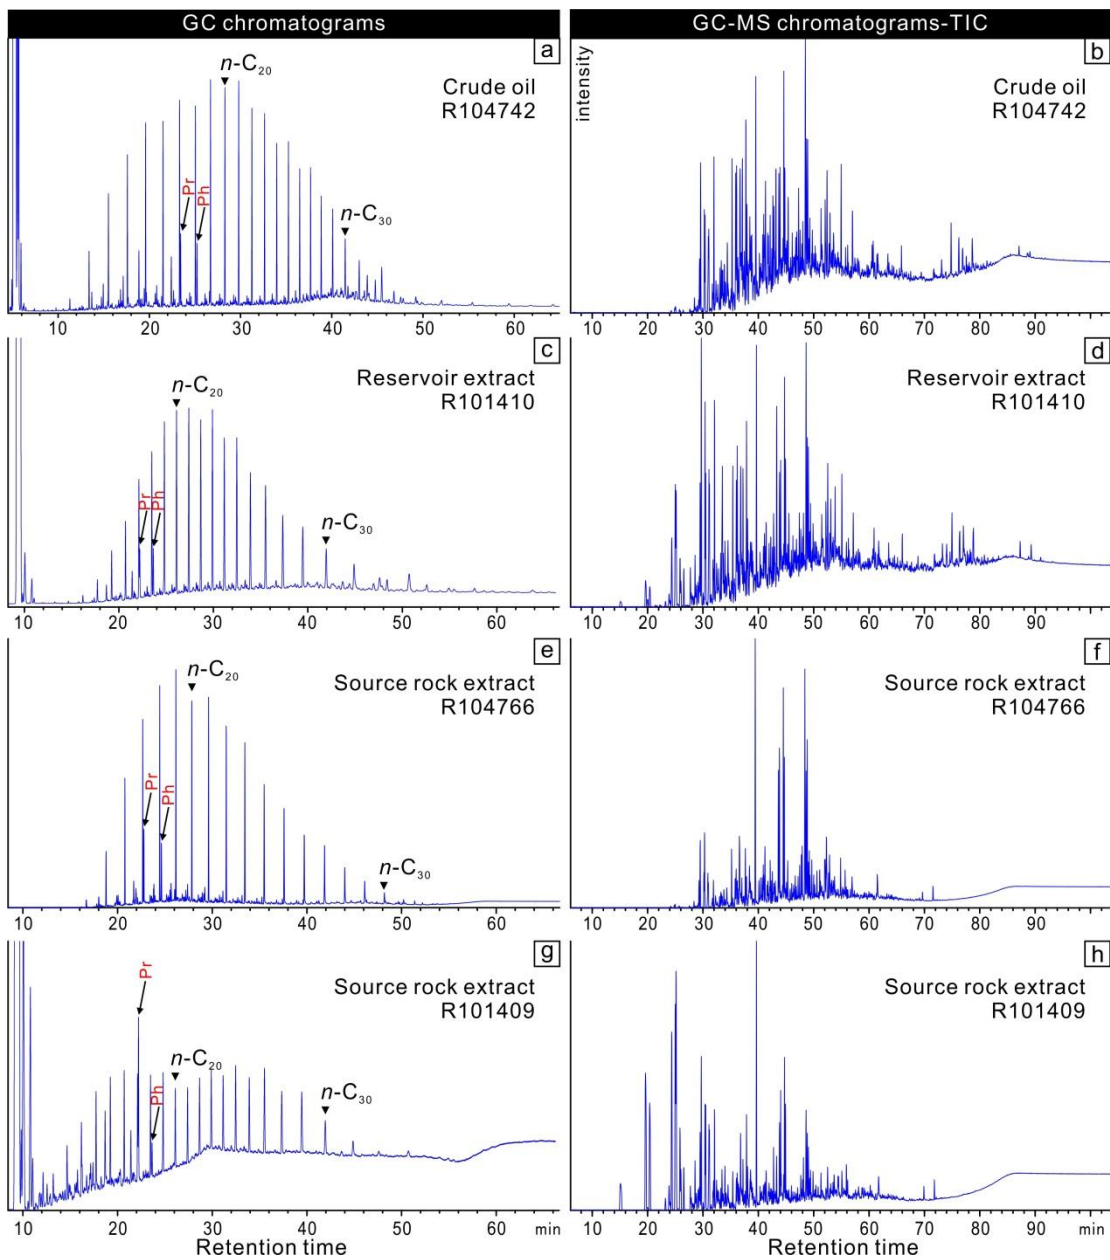 GC chromatograms
GC-MS chromatograms-TIC
a
n-C20
Crude oil
R104742
Pr
Ph
n-C30
10 20 30 40 50 60
b
intensity
Crude oil
R104742
10 20 30 40 50 60 70 80 90
c
n-C20
Reservoir extract
R101410
Pr
Ph
n-C30
10 20 30 40 50 60
d
Reservoir extract
R101410
10 20 30 40 50 60 70 80 90
e
n-C20
Source rock extract
R104766
Pr
Ph
n-C30
10 20 30 40 50 60
f
Source rock extract
R104766
10 20 30 40 50 60 70 80 90
g
Pr
Source rock extract
R101409
n-C20
Ph
n-C30
10 20 30 40 50 60 min
Retention time
h
Source rock extract
R101409
10 20 30 40 50 60 70 80 90 min
Retention time